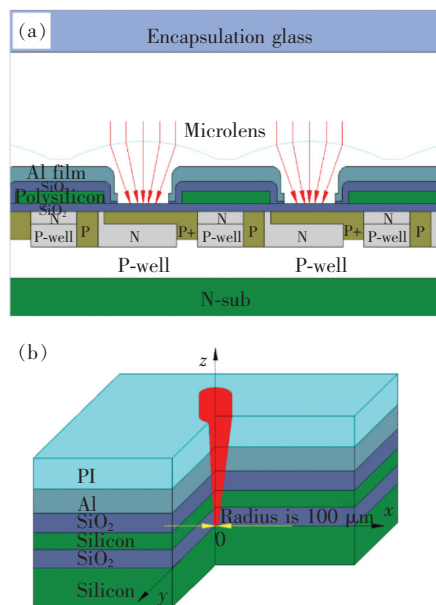 (a)
Encapsulation glass
Microlens
Al film
SiO₂
Polysilicon
SiO₂
N N N
P-well P P+ P-well P P+ P-well
N N
P-well P-well
N-sub
(b)
z
PI
Al
SiO₂
Silicon
SiO₂
Silicon
Radius is 100 μm
x
0
y